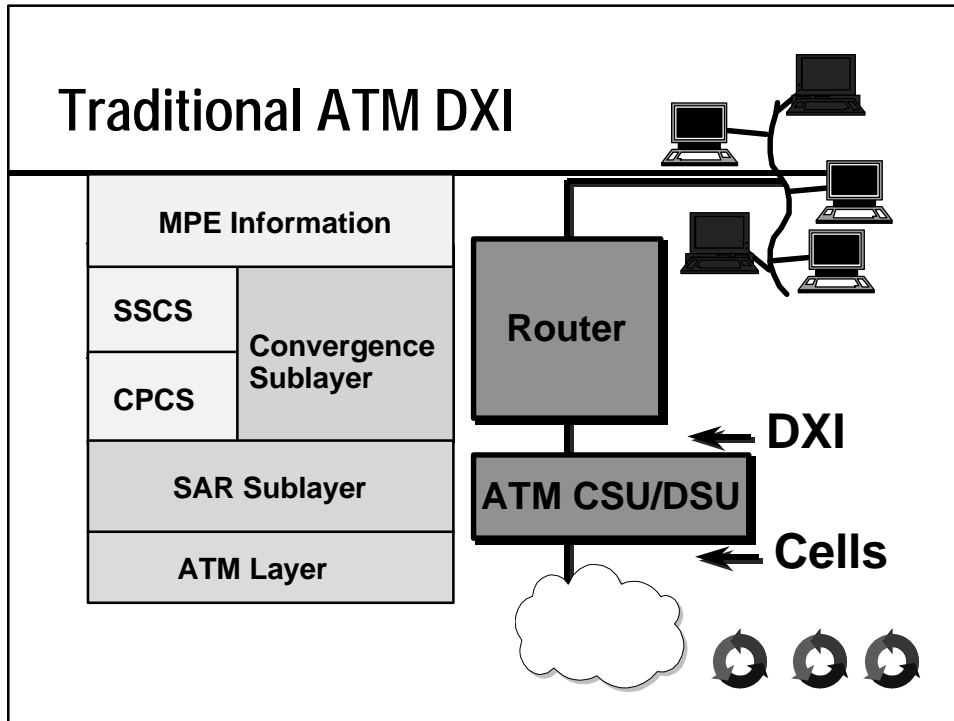 Traditional ATM DXI
MPE Information
SSCS
CPCS
Convergence
Sublayer
SAR Sublayer
ATM Layer
Router
DXI
ATM CSU/DSU
Cells